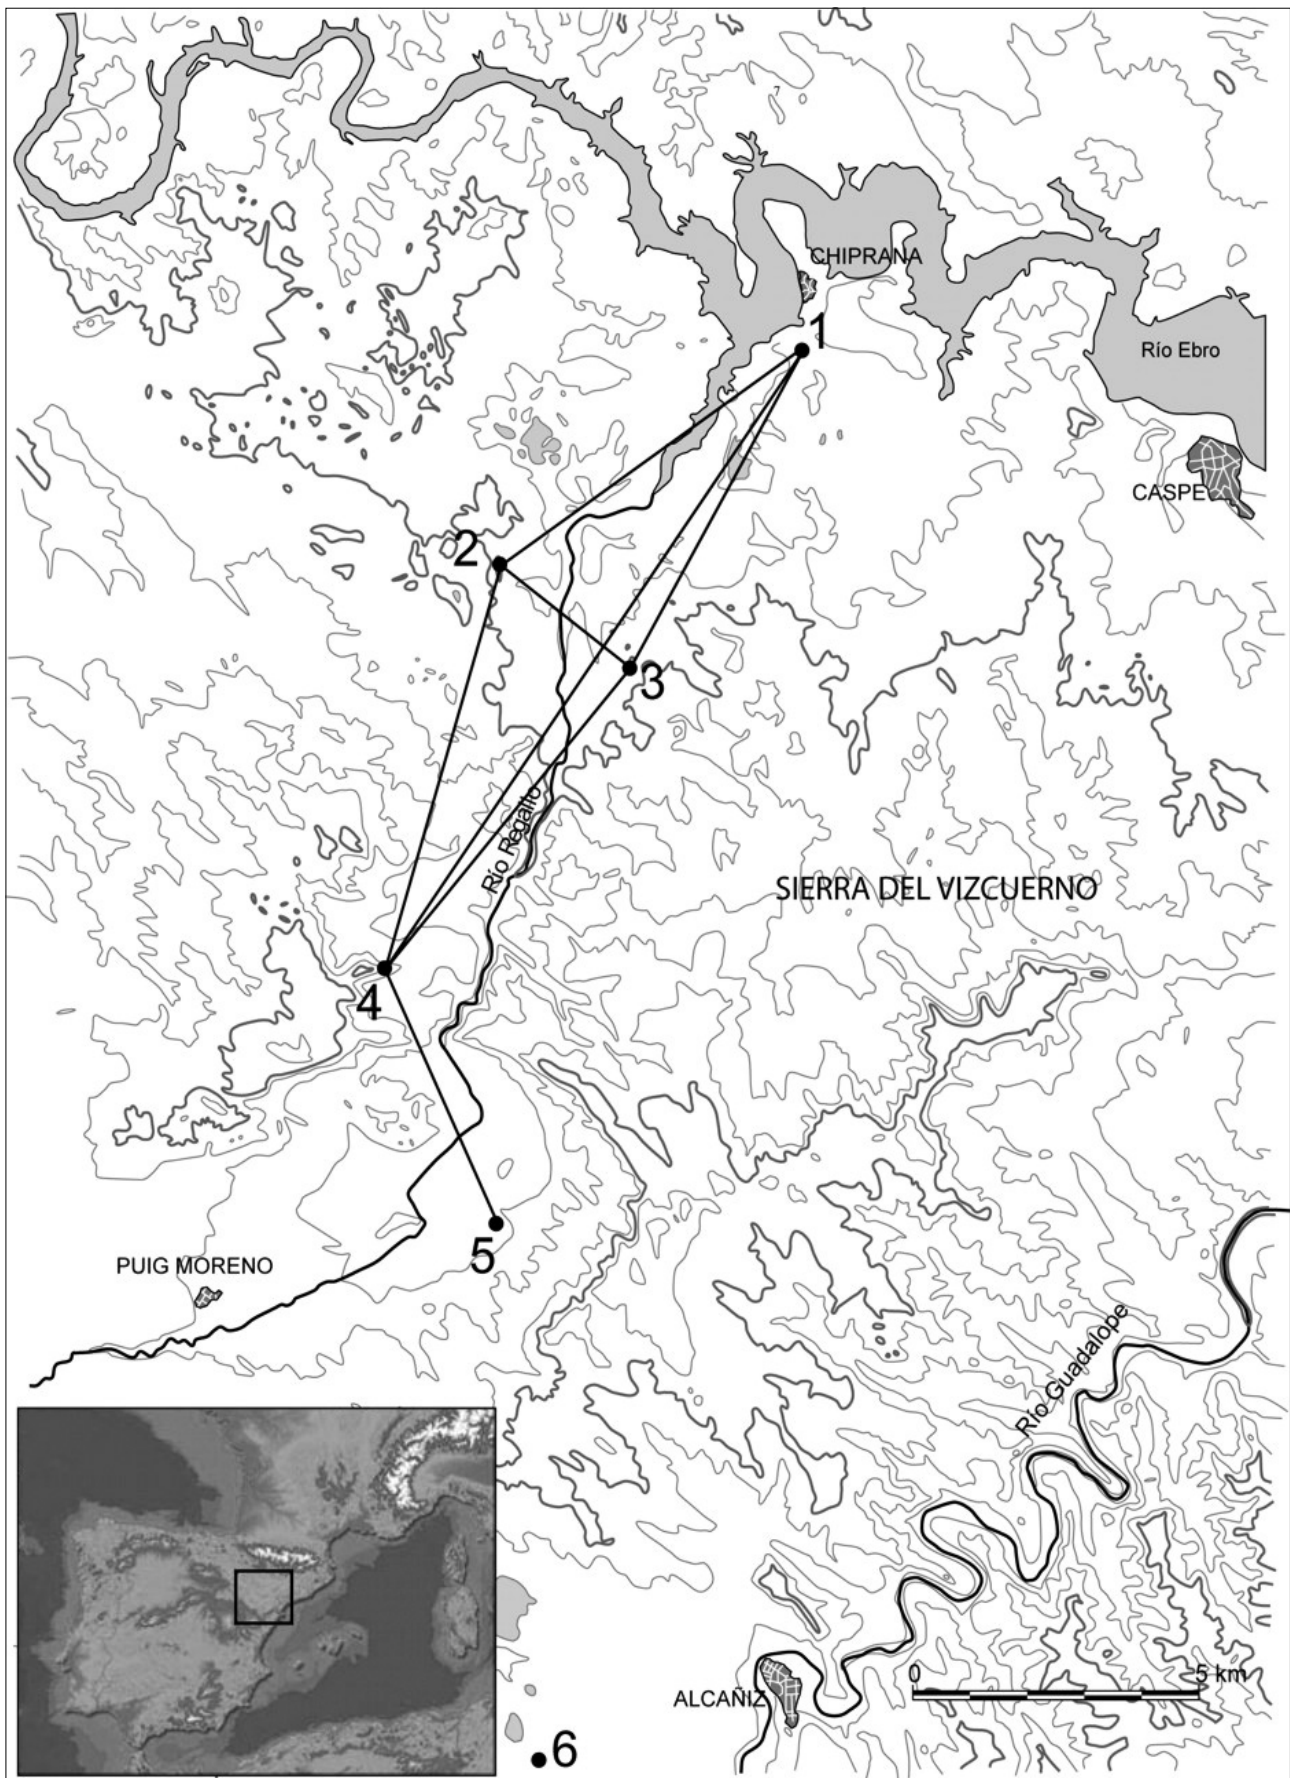 7
CHIPRANA
1
Río Ebro
CASPE
2
3
Río Regallo
SIERRA DEL VIZCUERNO
4
5
PUIG MORENO
Río Guadalope
0 5 km
ALCAÑIZ
6